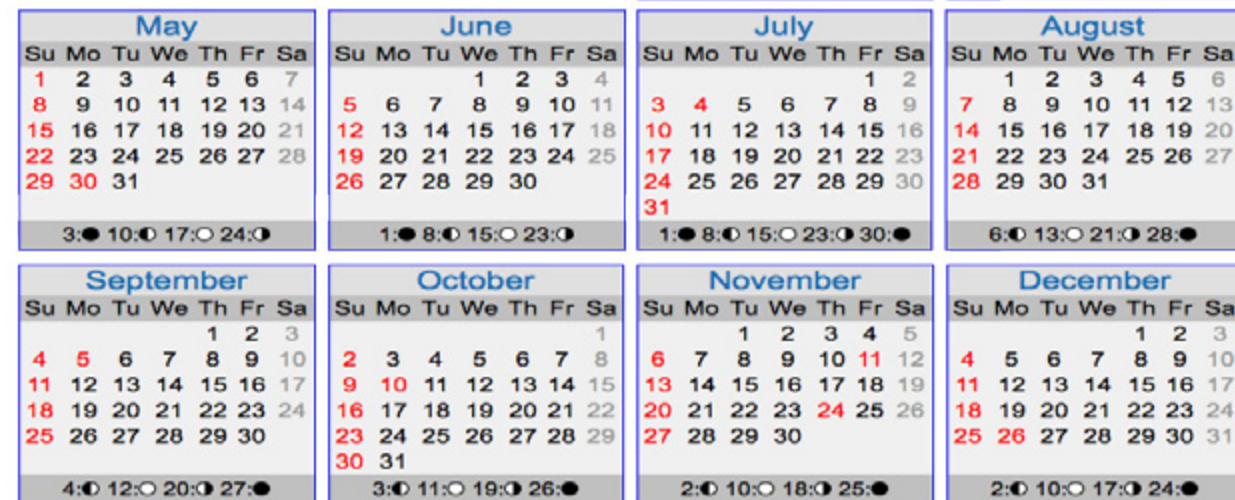 May
Su Mo Tu We Th Fr Sa
1 2 3 4 5 6 7
8 9 10 11 12 13 14
15 16 17 18 19 20 21
22 23 24 25 26 27 28
29 30 31
3:● 10:◐ 17:○ 24:◑
June
Su Mo Tu We Th Fr Sa
1 2 3 4
5 6 7 8 9 10 11
12 13 14 15 16 17 18
19 20 21 22 23 24 25
26 27 28 29 30
1:● 8:◐ 15:○ 23:◑
July
Su Mo Tu We Th Fr Sa
1 2
3 4 5 6 7 8 9
10 11 12 13 14 15 16
17 18 19 20 21 22 23
24 25 26 27 28 29 30
31
1:● 8:◐ 15:○ 23:◑ 30:●
August
Su Mo Tu We Th Fr Sa
1 2 3 4 5 6
7 8 9 10 11 12 13
14 15 16 17 18 19 20
21 22 23 24 25 26 27
28 29 30 31
6:◐ 13:○ 21:◑ 28:●
September
Su Mo Tu We Th Fr Sa
1 2 3
4 5 6 7 8 9 10
11 12 13 14 15 16 17
18 19 20 21 22 23 24
25 26 27 28 29 30
4:◐ 12:○ 20:◑ 27:●
October
Su Mo Tu We Th Fr Sa
1
2 3 4 5 6 7 8
9 10 11 12 13 14 15
16 17 18 19 20 21 22
23 24 25 26 27 28 29
30 31
3:◐ 11:○ 19:◑ 26:●
November
Su Mo Tu We Th Fr Sa
1 2 3 4 5
6 7 8 9 10 11 12
13 14 15 16 17 18 19
20 21 22 23 24 25 26
27 28 29 30
2:◐ 10:○ 18:◑ 25:●
December
Su Mo Tu We Th Fr Sa
1 2 3
4 5 6 7 8 9 10
11 12 13 14 15 16 17
18 19 20 21 22 23 24
25 26 27 28 29 30 31
2:◐ 10:○ 17:◑ 24:●